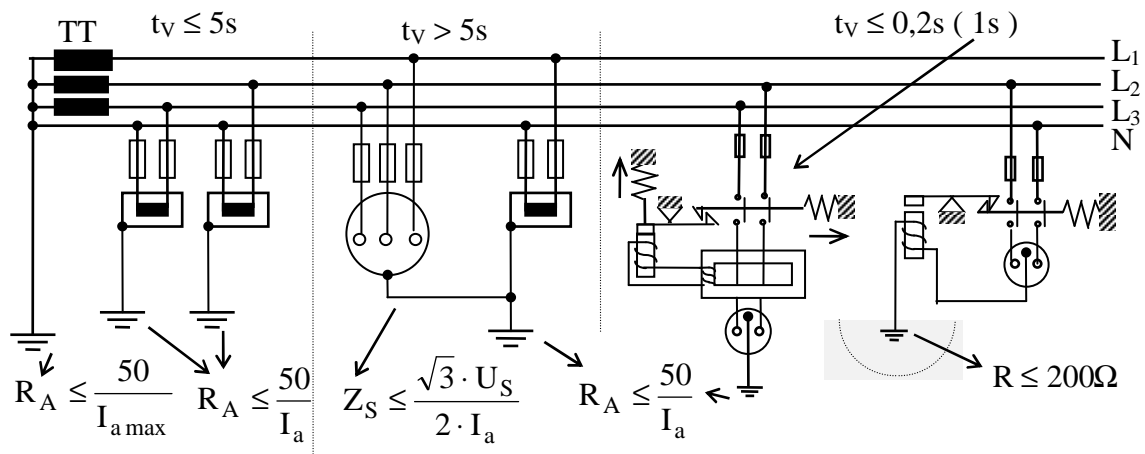 TT
t_V ≤ 5s
t_V > 5s
t_V ≤ 0,2s ( 1s )
L₁
L₂
L₃
N
R_A ≤ 50 / I_a max
R_A ≤ 50 / I_a
Z_S ≤ √3 · U_S / 2 · I_a
R_A ≤ 50 / I_a
R ≤ 200Ω